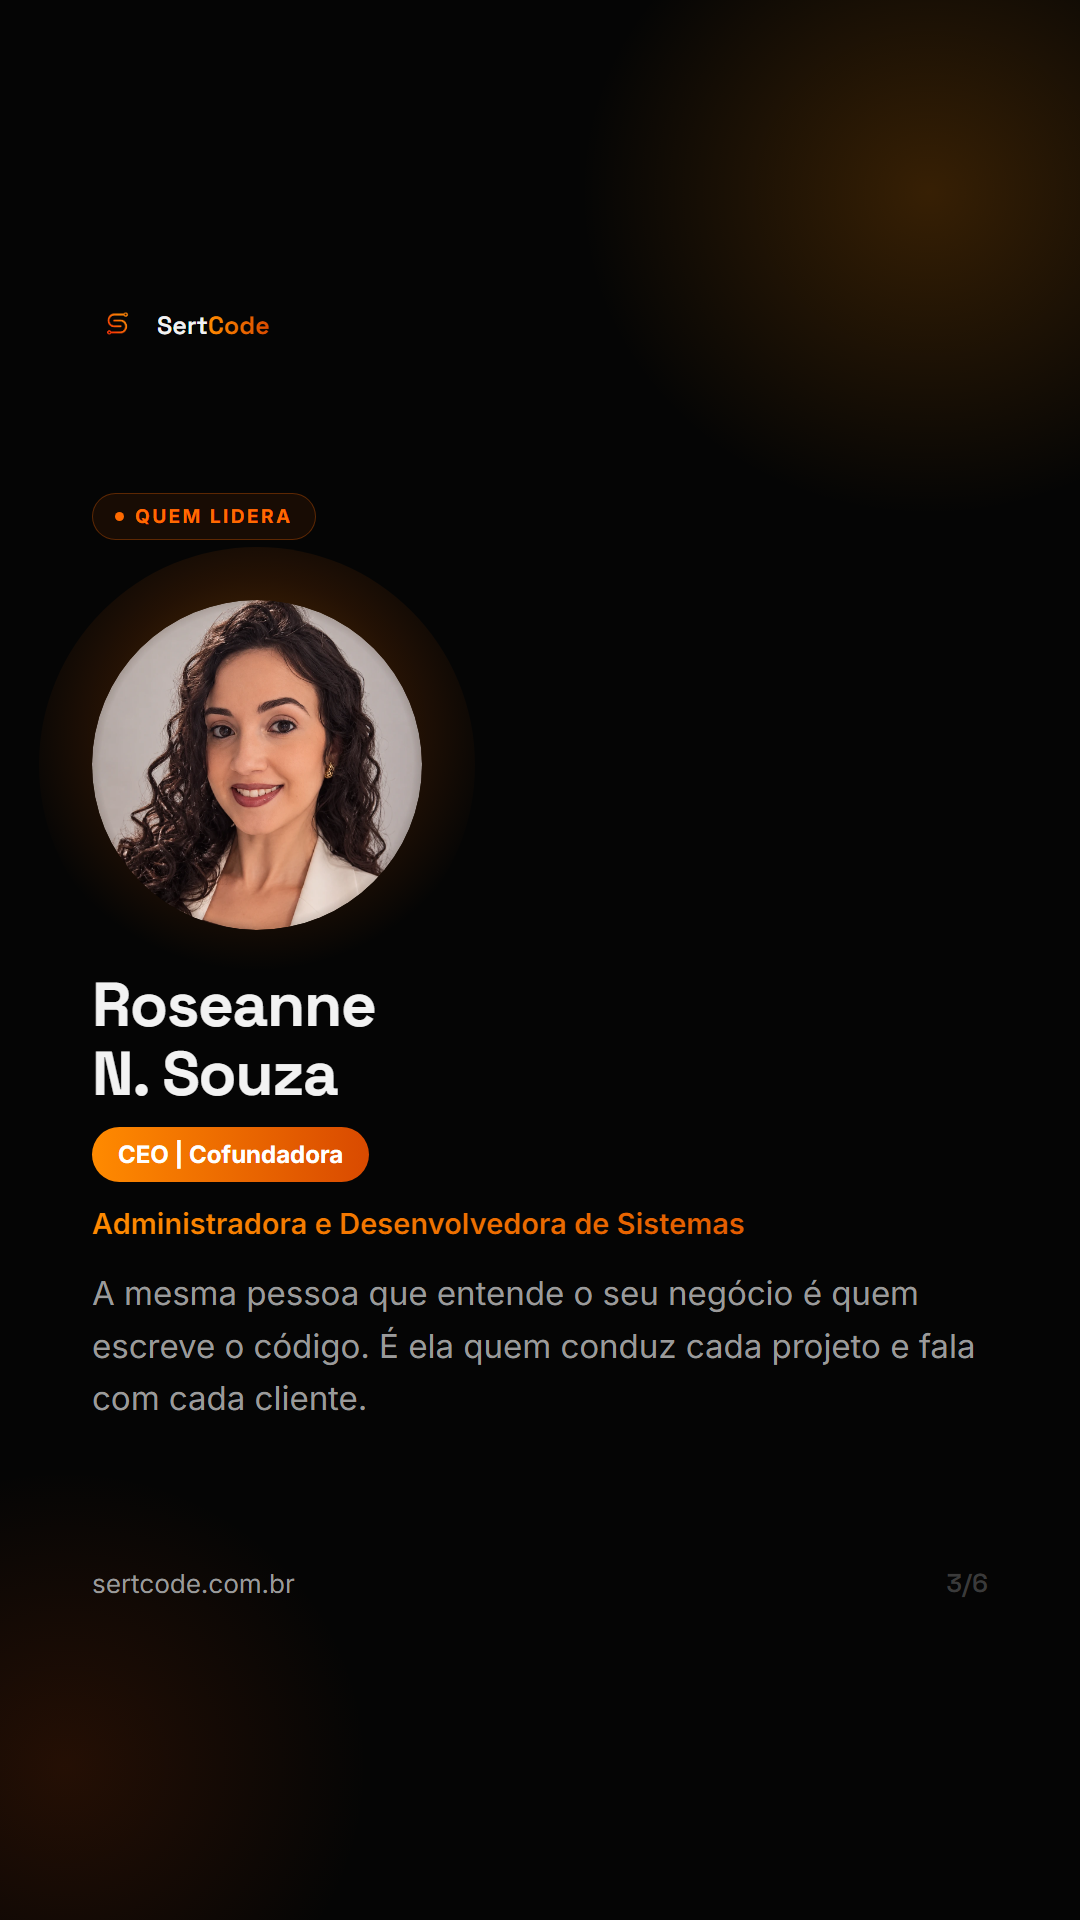 SertCode
QUEM LIDERA
Roseanne
N. Souza
CEO | Cofundadora
Administradora e Desenvolvedora de Sistemas
A mesma pessoa que entende o seu negócio é quem
escreve o código. É ela quem conduz cada projeto e fala
com cada cliente.
sertcode.com.br
3/6